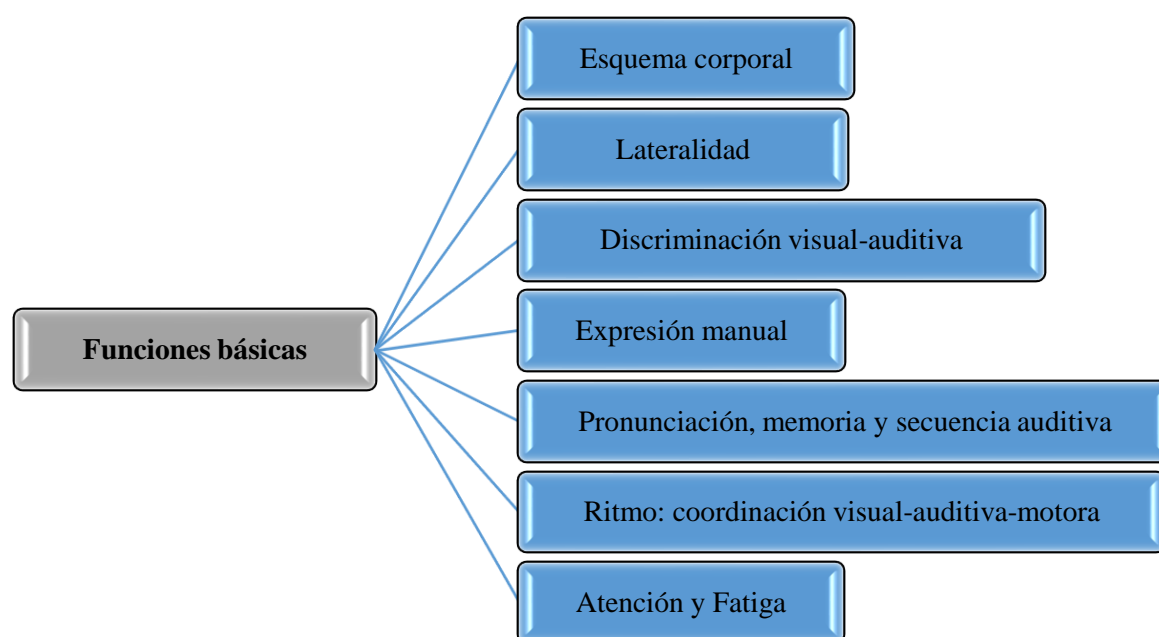 Funciones básicas
Esquema corporal
Lateralidad
Discriminación visual-auditiva
Expresión manual
Pronunciación, memoria y secuencia auditiva
Ritmo: coordinación visual-auditiva-motora
Atención y Fatiga